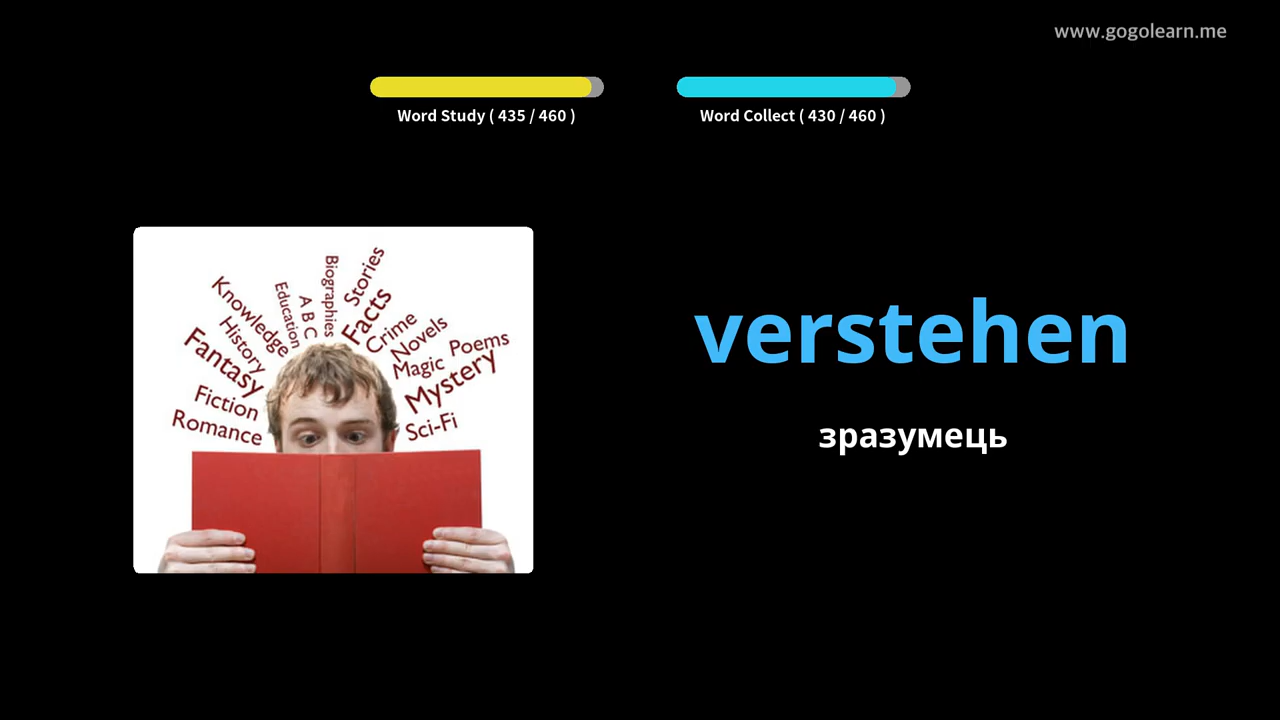 www.gogolearn.me
Word Study ( 435 / 460 )
Word Collect ( 430 / 460 )
verstehen
зразумець
Knowledge
Education
A B C
Biographies
Stories
Facts
Crime
Novels
Poems
History
Fantasy
Magic
Mystery
Fiction
Romance
Sci-Fi